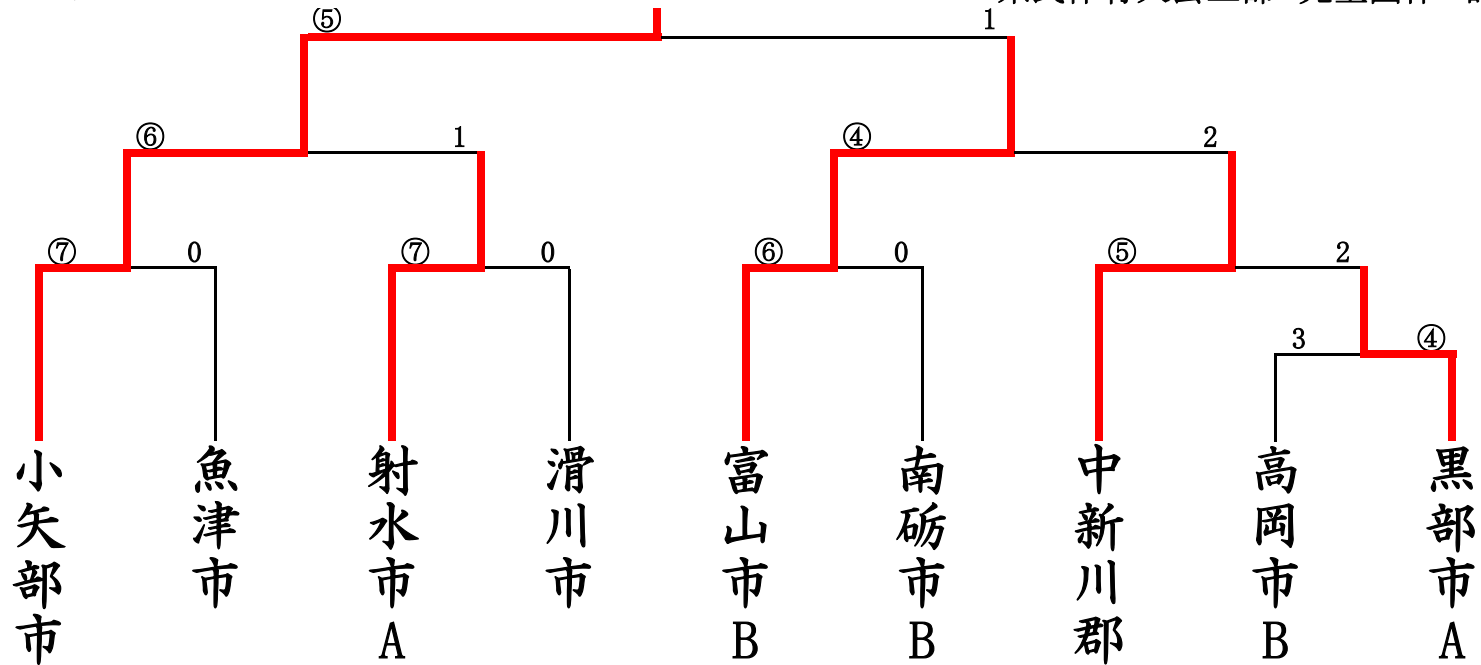 ⑤ 1
⑥ 1 ④ 2
⑦ 0 ⑦ 0 ⑥ 0 ⑤ 2
3 ④
小矢部市
魚津市
射水市A
滑川市
富山市B
南砺市B
中新川郡
高岡市B
黒部市A